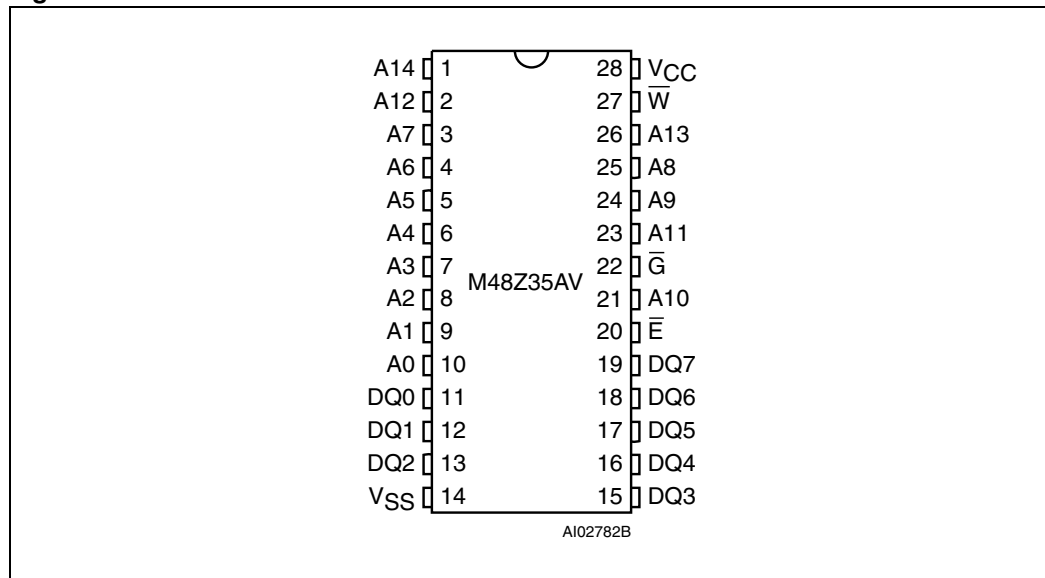 A14 1 28 VCC
A12 2 27 W̅
A7 3 26 A13
A6 4 25 A8
A5 5 24 A9
A4 6 23 A11
A3 7 22 G̅
M48Z35AV
A2 8 21 A10
A1 9 20 E̅
A0 10 19 DQ7
DQ0 11 18 DQ6
DQ1 12 17 DQ5
DQ2 13 16 DQ4
VSS 14 15 DQ3
AI02782B